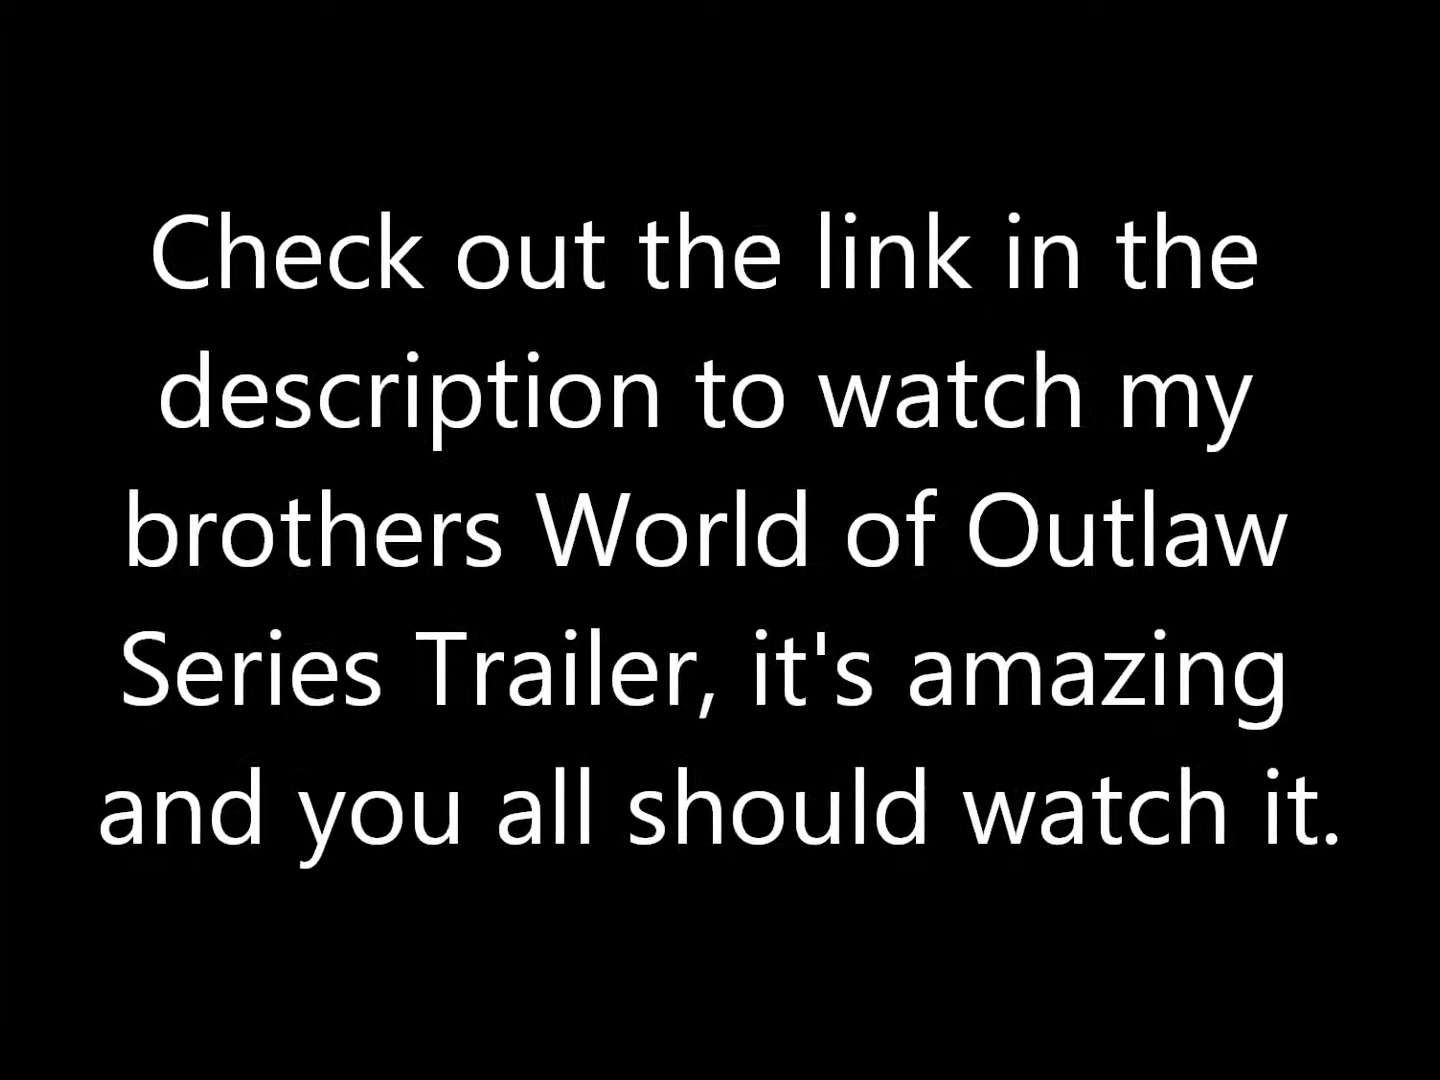 Check out the link in the
description to watch my
brothers World of Outlaw
Series Trailer, it's amazing
and you all should watch it.